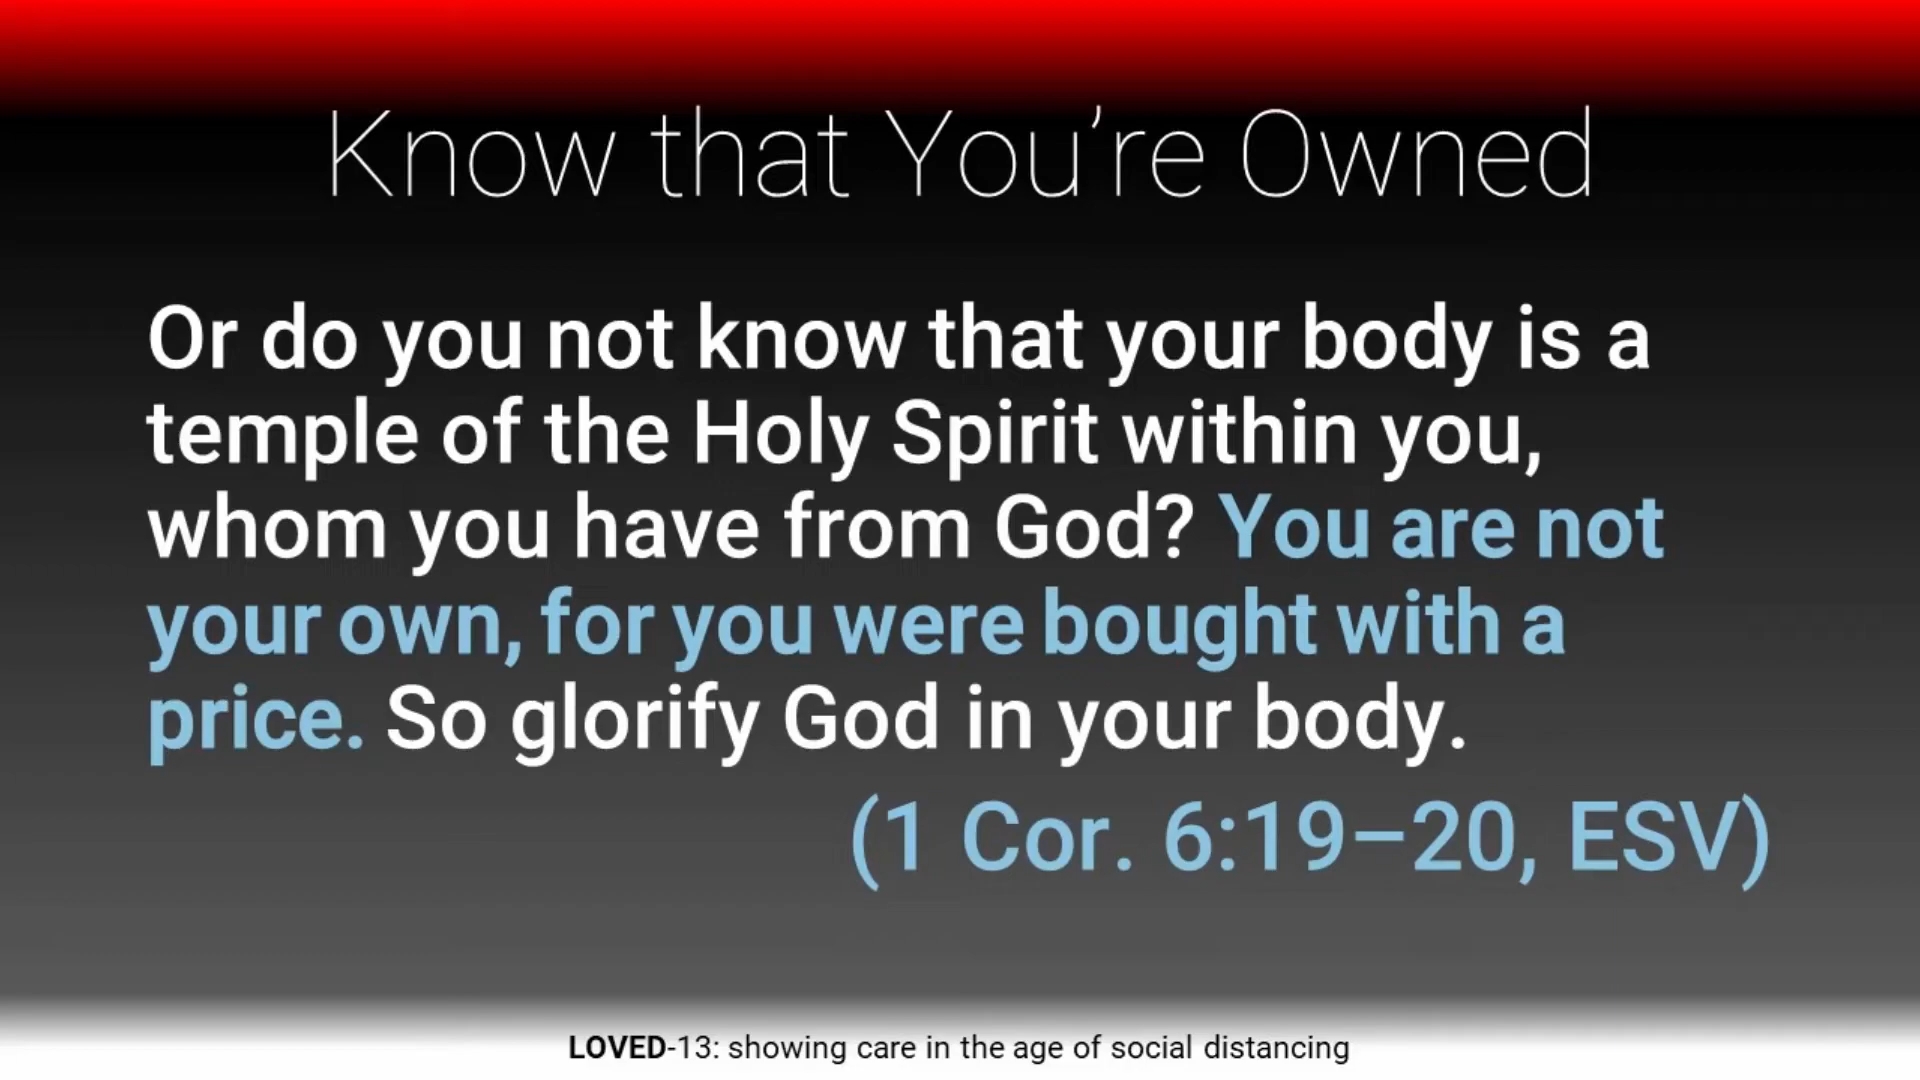 Know that You’re Owned
Or do you not know that your body is a
temple of the Holy Spirit within you,
whom you have from God? You are not
your own, for you were bought with a
price. So glorify God in your body.
(1 Cor. 6:19–20, ESV)
LOVED-13: showing care in the age of social distancing